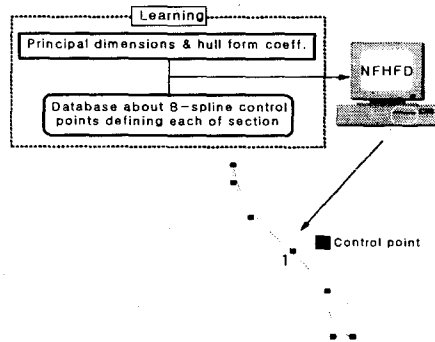 Learning
Principal dimensions & hull form coeff.
NFHFD
Database about B-spline control
points defining each of section
Control point
1